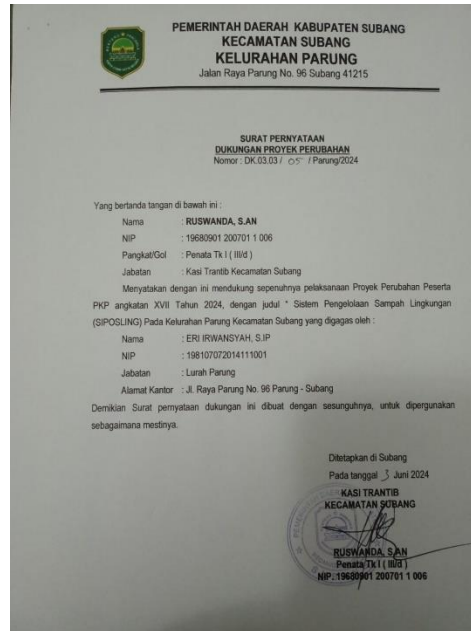 PEMERINTAH DAERAH KABUPATEN SUBANG
KECAMATAN SUBANG
KELURAHAN PARUNG
Jalan Raya Parung No. 96 Subang 41215
SURAT PERNYATAAN
DUKUNGAN PROYEK PERUBAHAN
Nomor : DK.03.03 / 05 / Parung/2024
Yang bertanda tangan di bawah ini :
Nama : RUSWANDA, S.AN
NIP : 19680901 200701 1 006
Pangkat/Gol : Penata Tk I ( III/d )
Jabatan : Kasi Trantib Kecamatan Subang
Menyatakan dengan ini mendukung sepenuhnya pelaksanaan Proyek Perubahan Peserta
PKP angkatan XVII Tahun 2024, dengan judul " Sistem Pengelolaan Sampah Lingkungan
(SIPOSLING) Pada Kelurahan Parung Kecamatan Subang yang digagas oleh :
Nama : ERI IRWANSYAH, S.IP
NIP : 198107072014111001
Jabatan : Lurah Parung
Alamat Kantor : Jl. Raya Parung No. 96 Parung - Subang
Demikian Surat pernyataan dukungan ini dibuat dengan sesungguhnya, untuk dipergunakan
sebagaimana mestinya.
Ditetapkan di Subang
Pada tanggal 3 Juni 2024
KASI TRANTIB
KECAMATAN SUBANG
RUSWANDA, S.AN
Penata Tk I ( III/d )
NIP. 19680901 200701 1 006